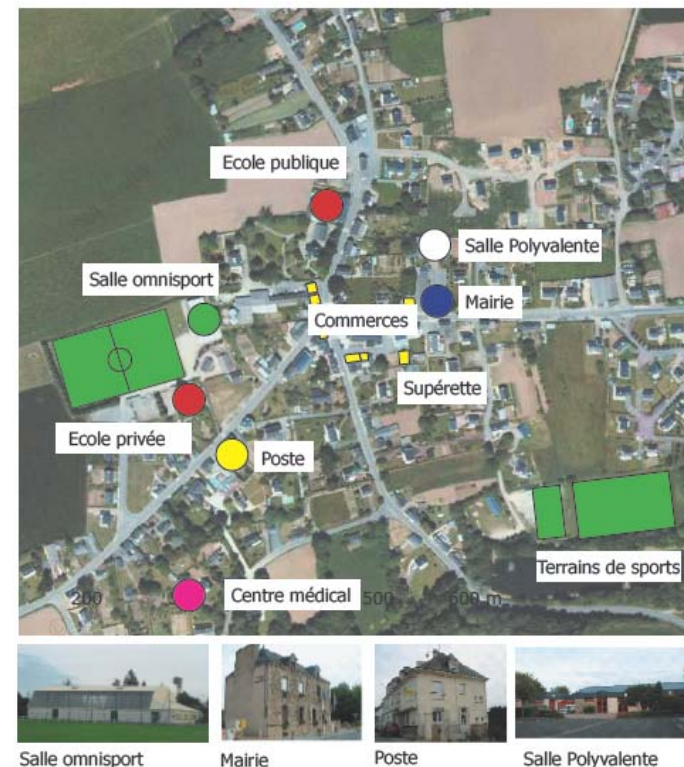 Ecole publique
Salle Polyvalente
Salle omnisport
Mairie
Commerces
Supérette
Ecole privée
Poste
Terrains de sports
Centre médical
200
500
600 m
Salle omnisport
Mairie
Poste
Salle Polyvalente